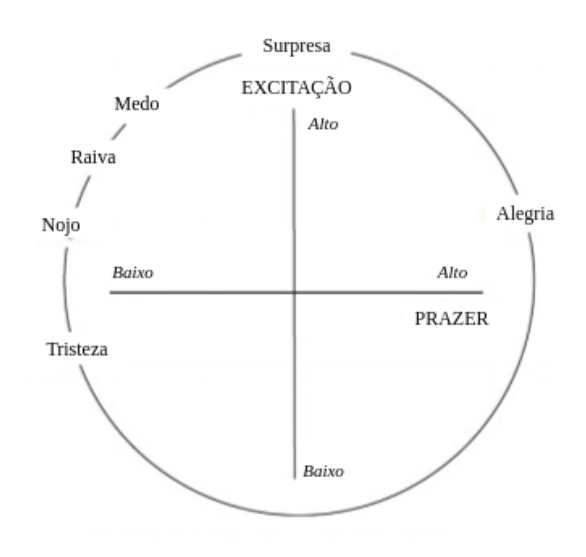 Surpresa
EXCITAÇÃO
Medo
Alto
Raiva
Alegria
Nojo
Baixo
Alto
PRAZER
Tristeza
Baixo